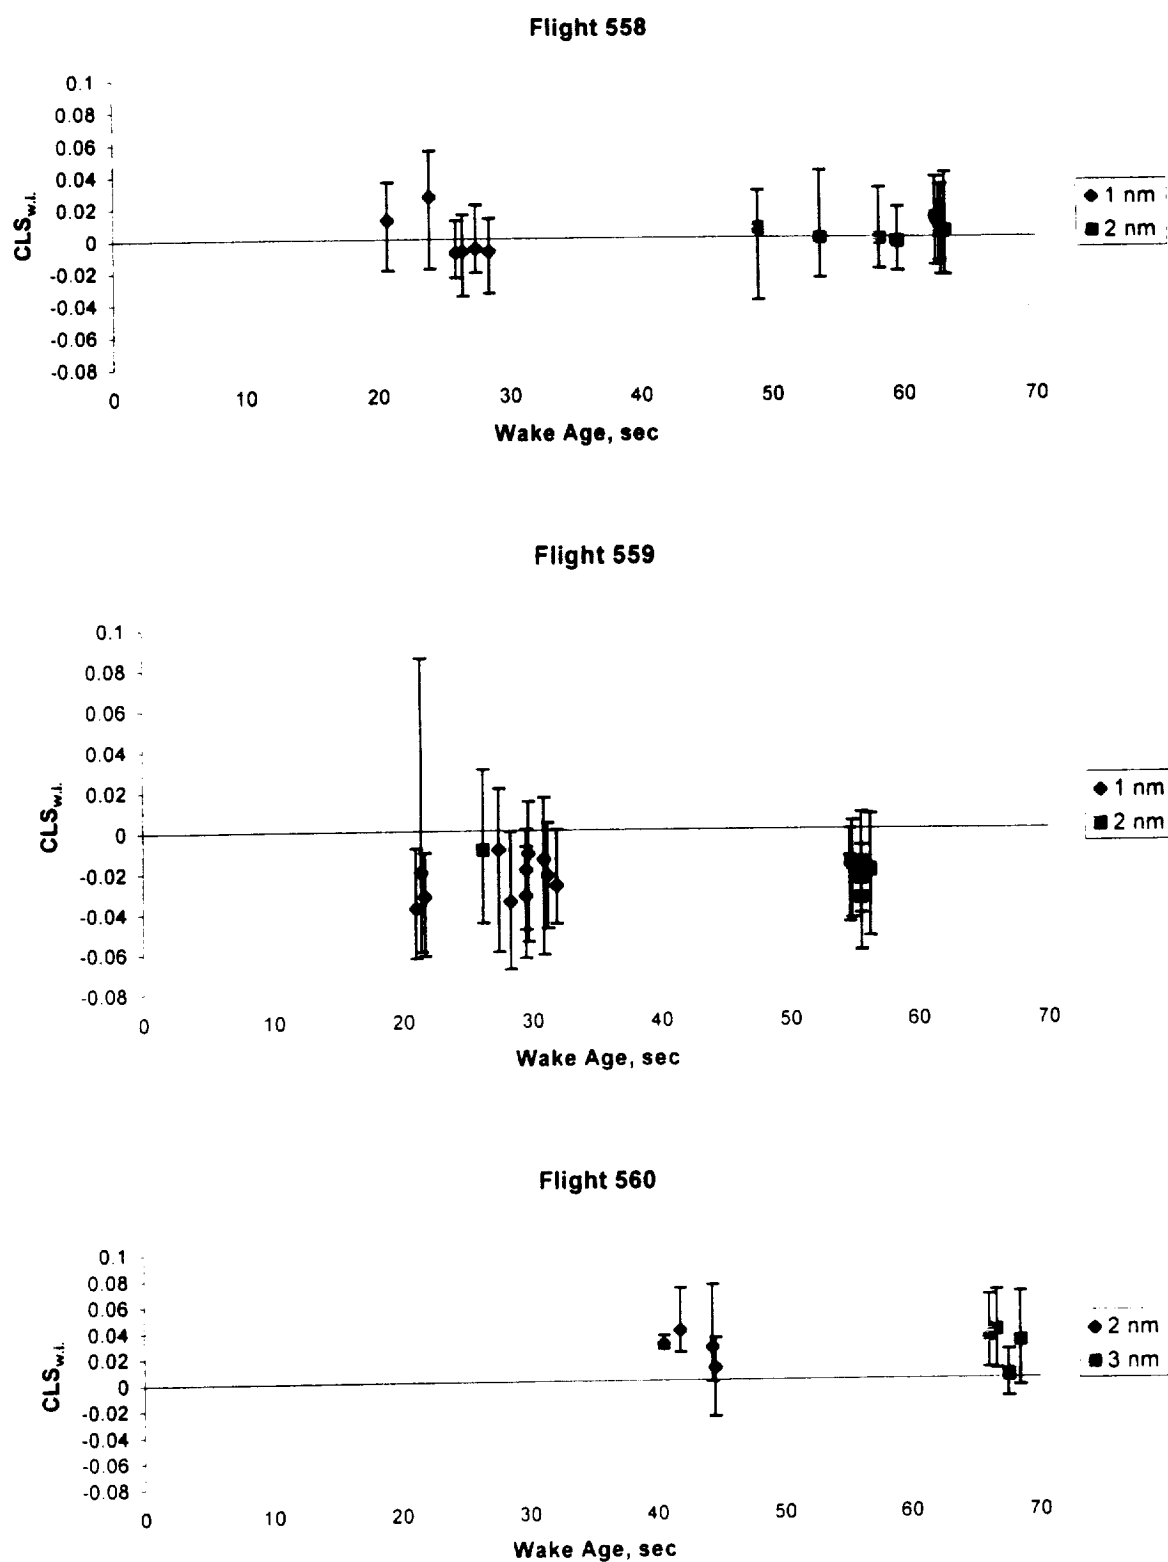 Flight 558
0.1
0.08
0.06
0.04
0.02
0
-0.02
-0.04
-0.06
-0.08
CLSw.i.
0 10 20 30 40 50 60 70
Wake Age, sec
1 nm
2 nm
Flight 559
0.1
0.08
0.06
0.04
0.02
0
-0.02
-0.04
-0.06
-0.08
CLSw.i.
0 10 20 30 40 50 60 70
Wake Age, sec
1 nm
2 nm
Flight 560
0.1
0.08
0.06
0.04
0.02
0
-0.02
-0.04
-0.06
-0.08
CLSw.i.
0 10 20 30 40 50 60 70
Wake Age, sec
2 nm
3 nm